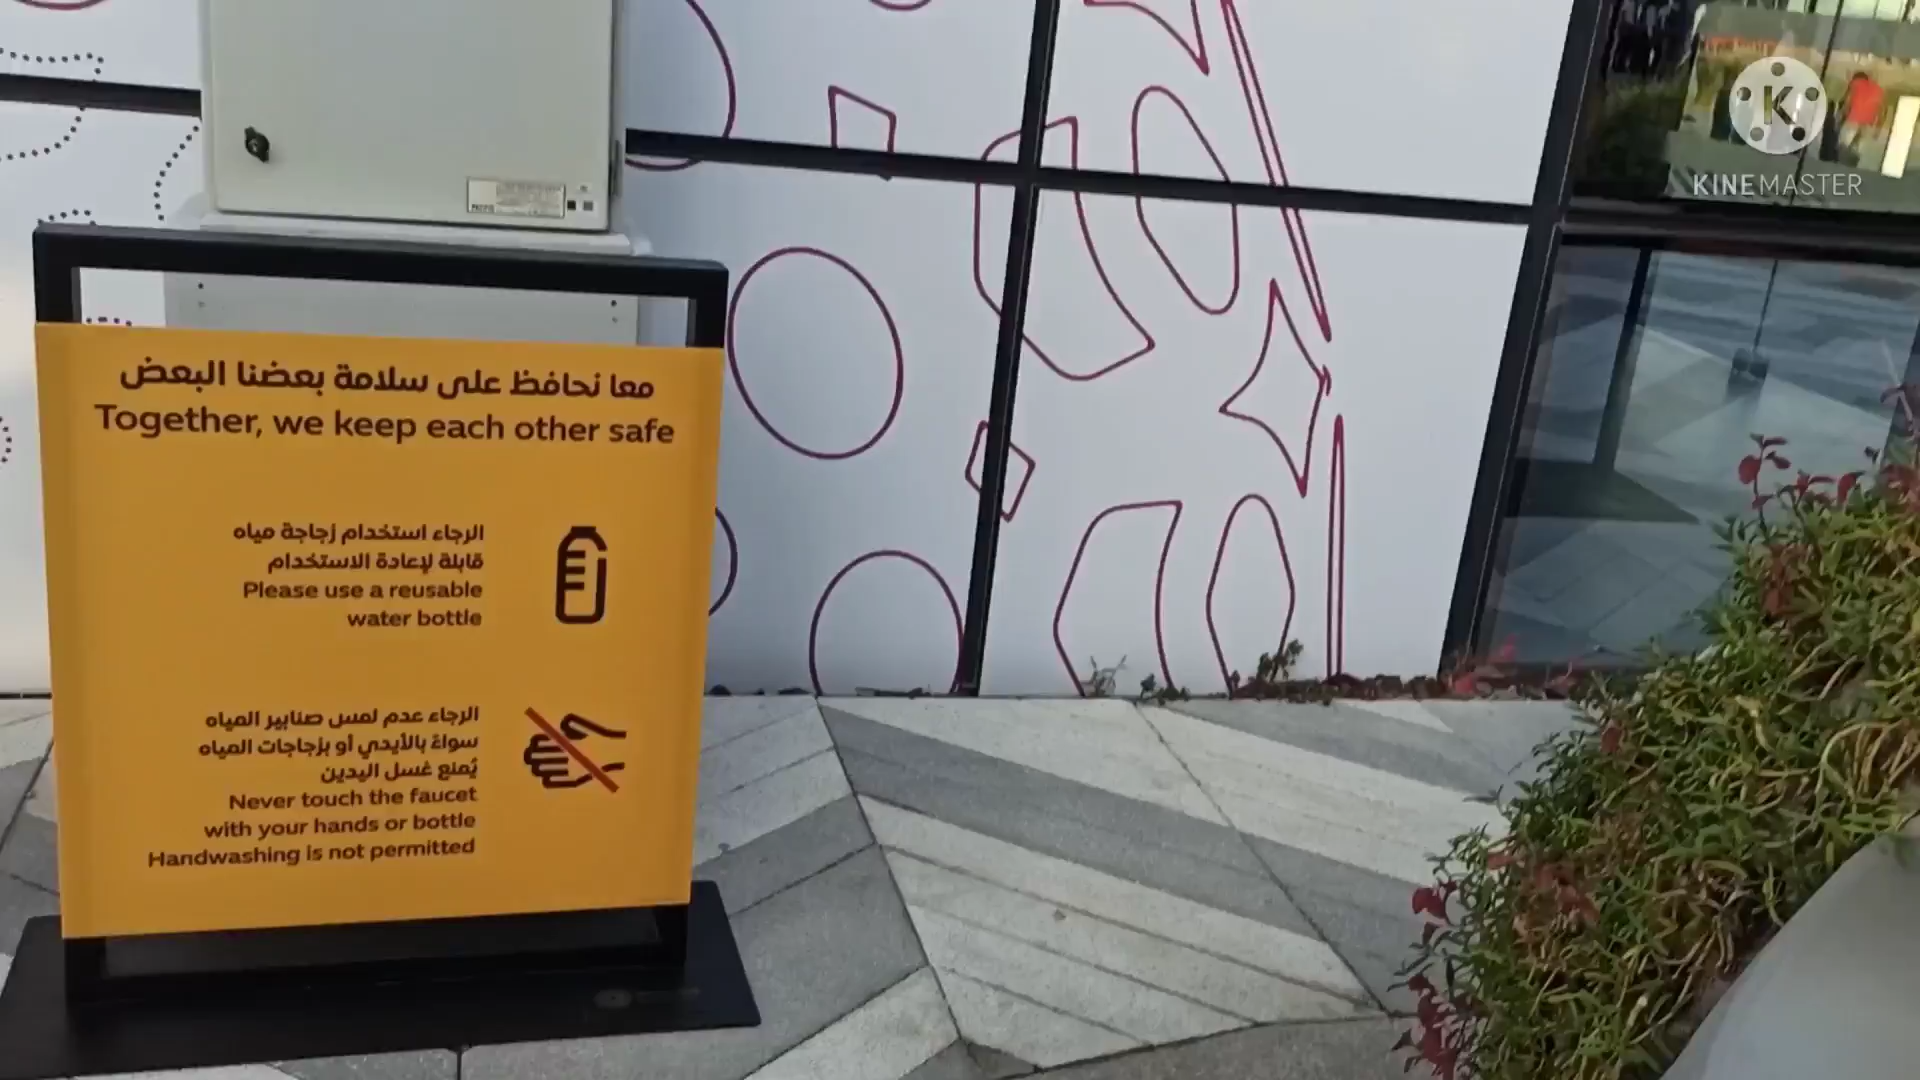 معا نحافظ على سلامة بعضنا البعض
Together, we keep each other safe
الرجاء استخدام زجاجة مياه
قابلة لإعادة الاستخدام
Please use a reusable
water bottle
الرجاء عدم لمس صنابير المياه
سواءً بالأيدي أو بزجاجات المياه
يُمنع غسل اليدين
Never touch the faucet
with your hands or bottle
Handwashing is not permitted
K
KINEMASTER